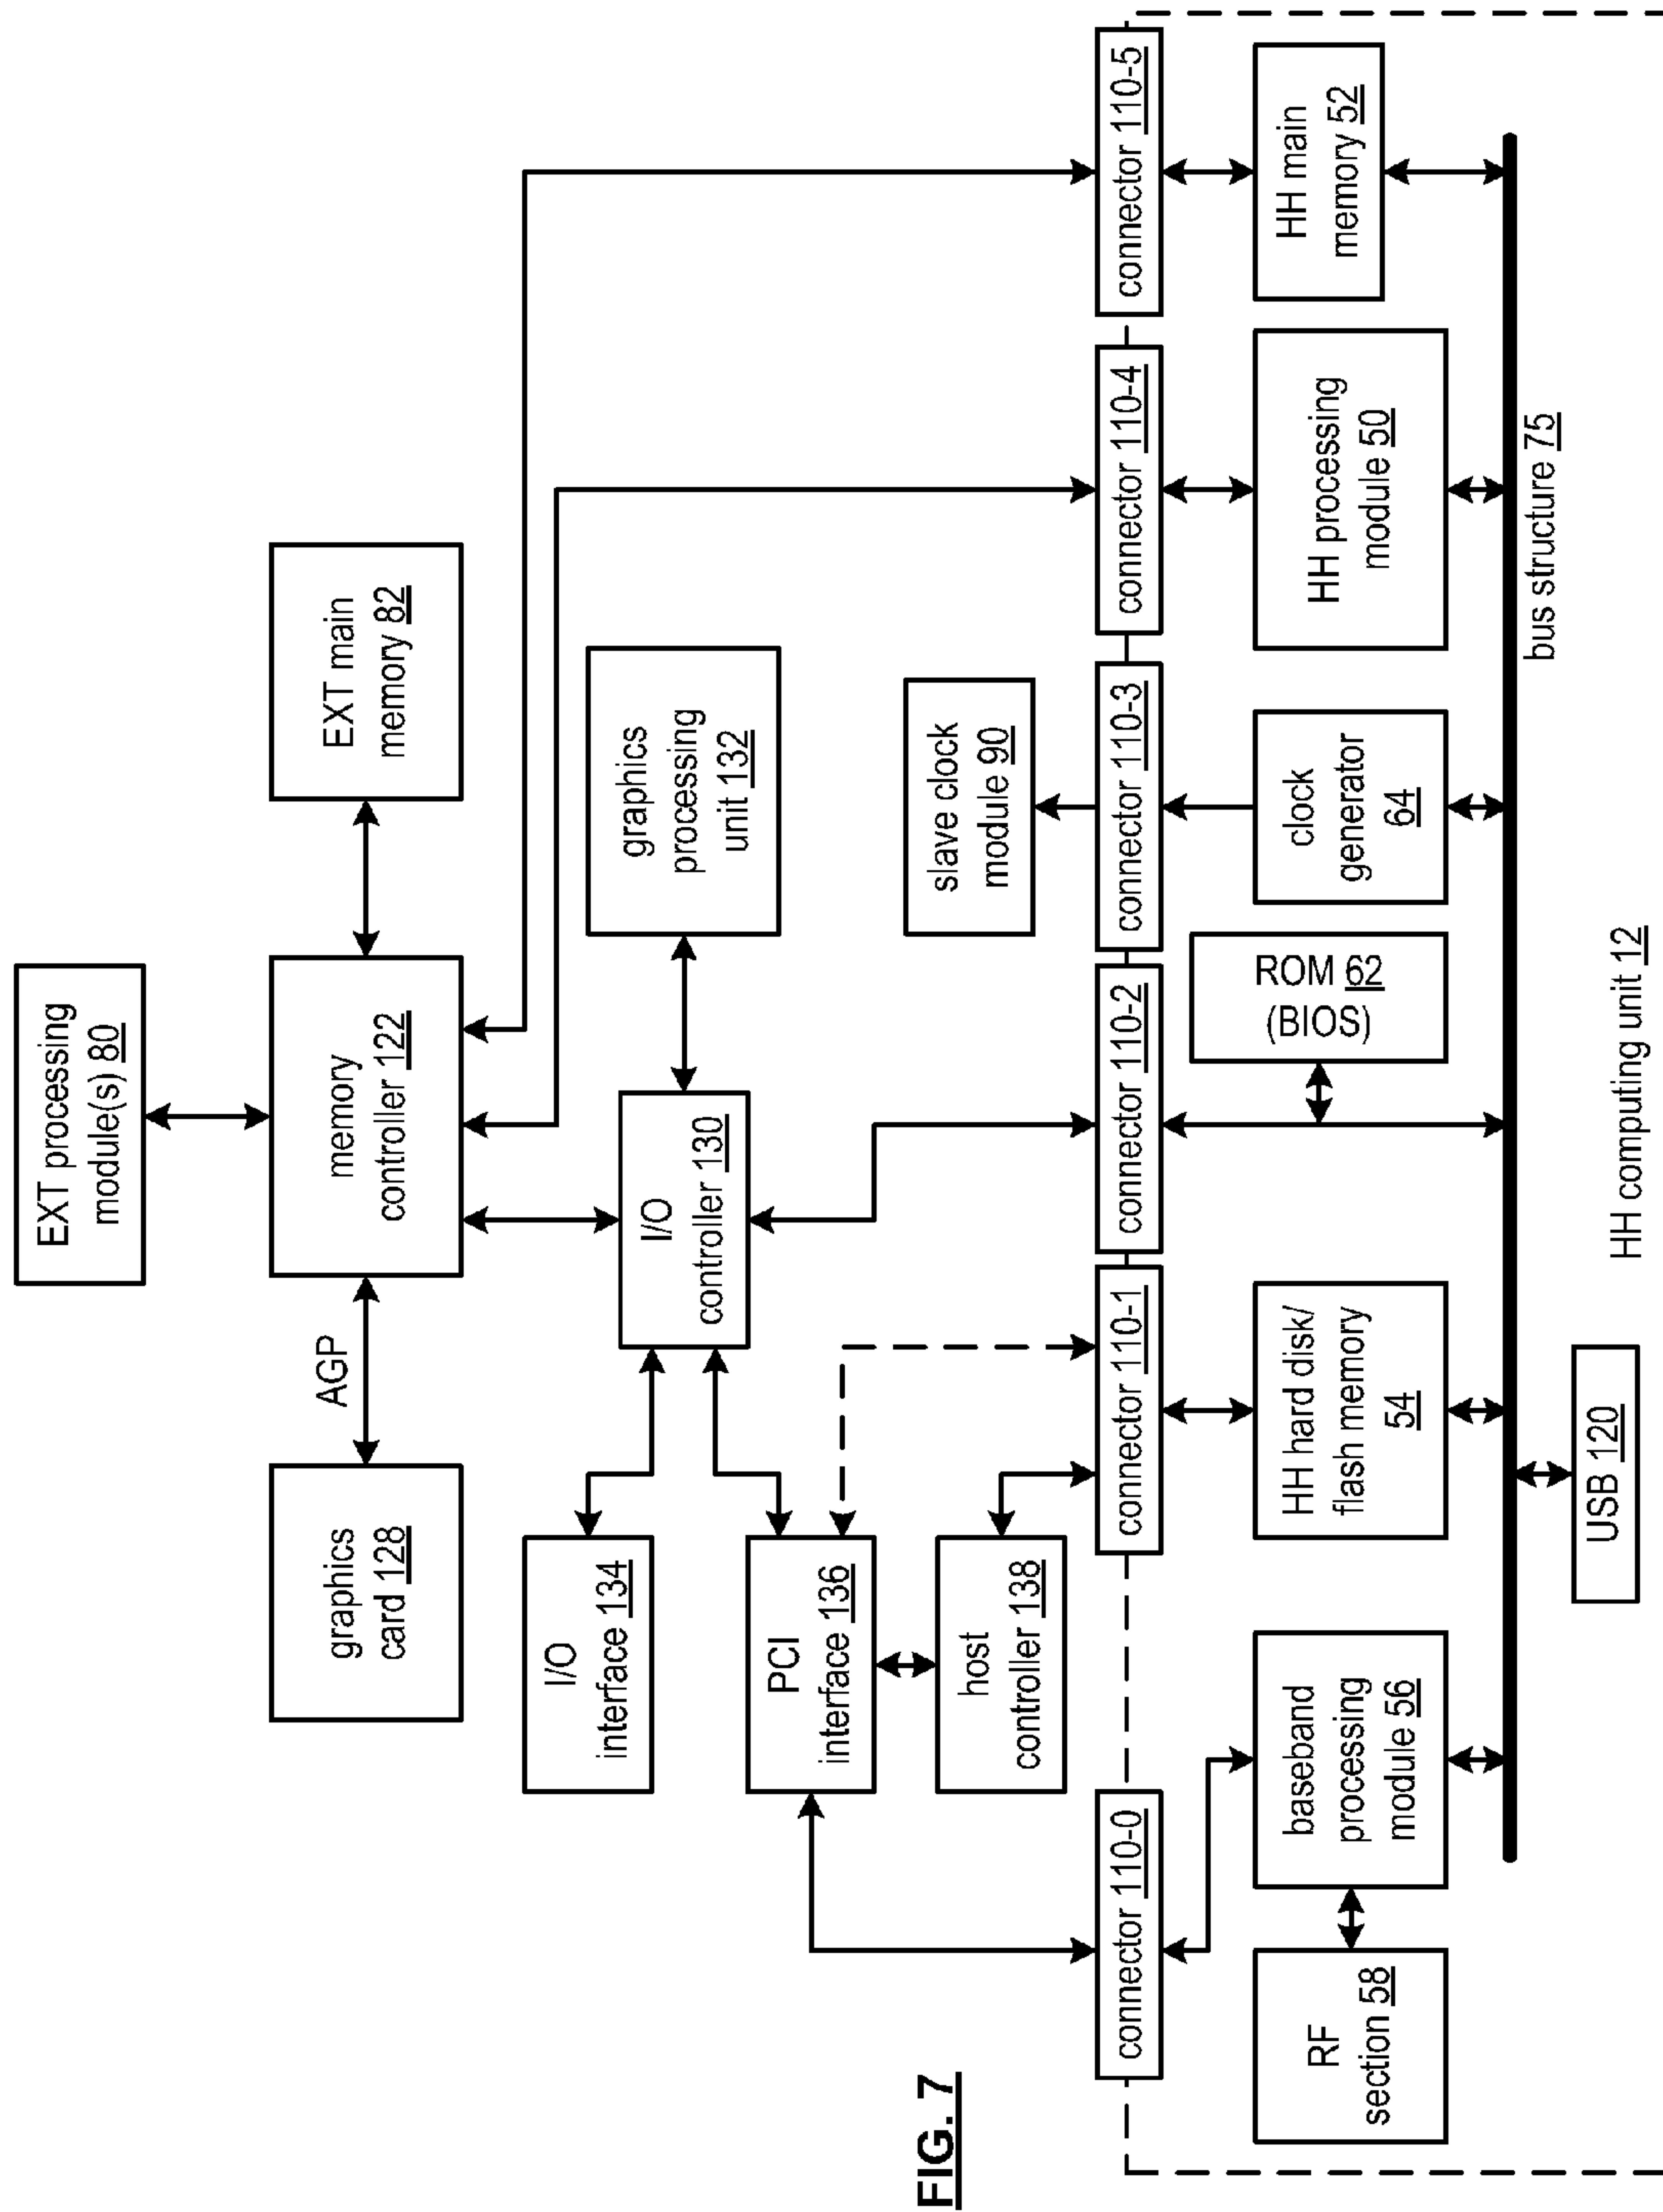 EXT processing
module(s) 80
graphics
card 128
AGP
memory
controller 122
EXT main
memory 82
I/O
interface 134
I/O
controller 130
graphics
processing
unit 132
PCI
interface 136
host
controller 138
slave clock
module 90
FIG. 7
connector 110-0
connector 110-1
connector 110-2
connector 110-3
connector 110-4
connector 110-5
RF
section 58
baseband
processing
module 56
HH hard disk/
flash memory
54
ROM 62
(BIOS)
clock
generator
64
HH processing
module 50
HH main
memory 52
bus structure 75
USB 120
HH computing unit 12